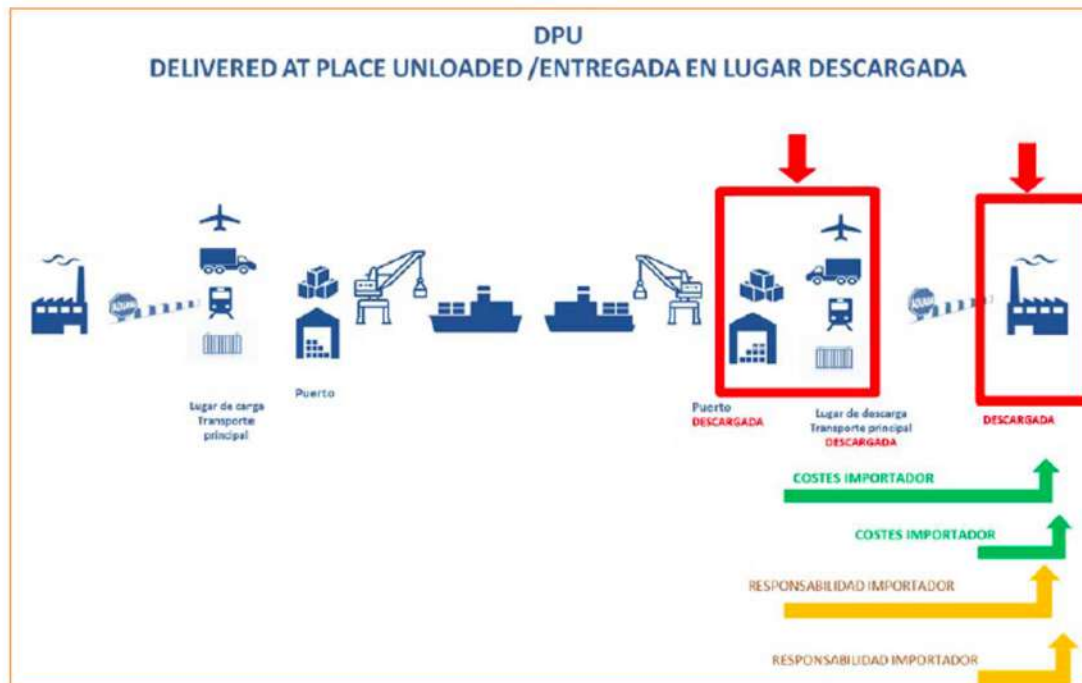 DPU
DELIVERED AT PLACE UNLOADED /ENTREGADA EN LUGAR DESCARGADA
Lugar de carga
Transporte
principal
Puerto
Puerto
DESCARGADA
Lugar de descarga
Transporte principal
DESCARGADA
DESCARGADA
COSTES IMPORTADOR
COSTES IMPORTADOR
RESPONSABILIDAD IMPORTADOR
RESPONSABILIDAD IMPORTADOR